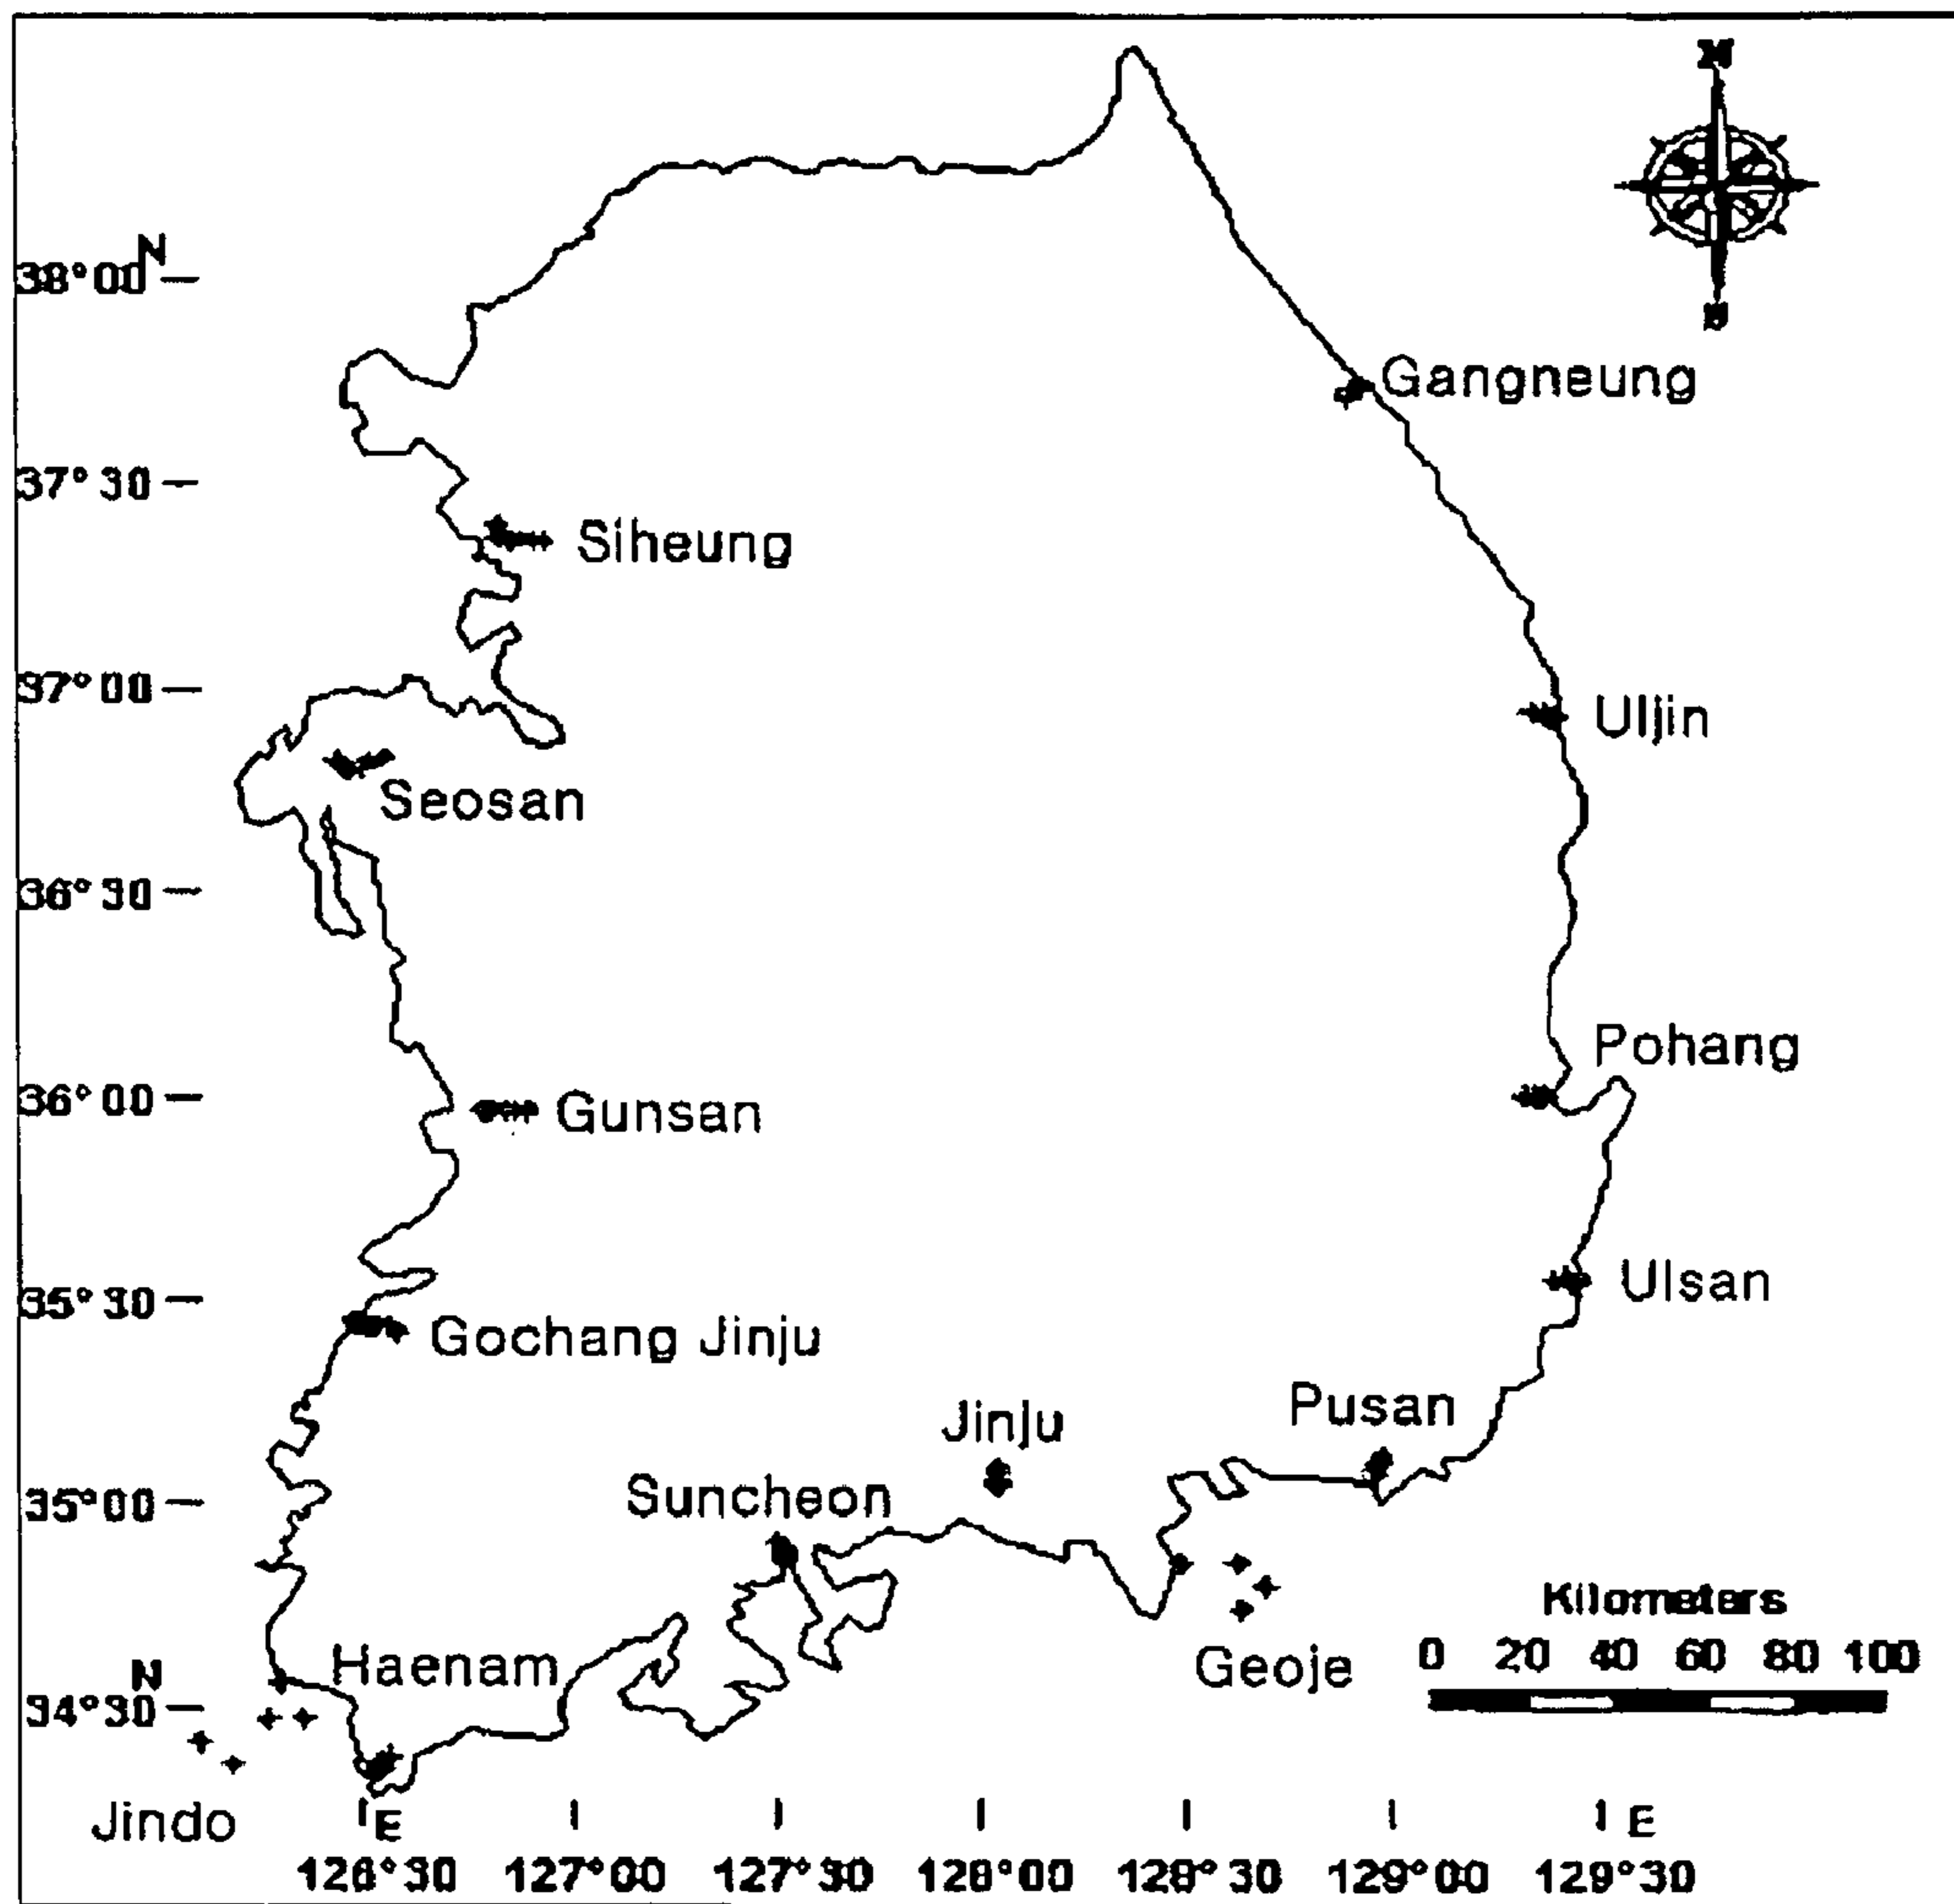 N
N
38°00
Gangneung
37°30
Siheung
37°00
Uljin
Seosan
36°30
Pohang
36°00
Gunsan
Ulsan
35°30
Gochang Jinju
Pusan
Jinju
35°00
Suncheon
Kilometers
0 20 40 60 80 100
Haenam
Geoje
N
34°30
Jindo
E
E
126°30 127°00 127°30 128°00 128°30 129°00 129°30